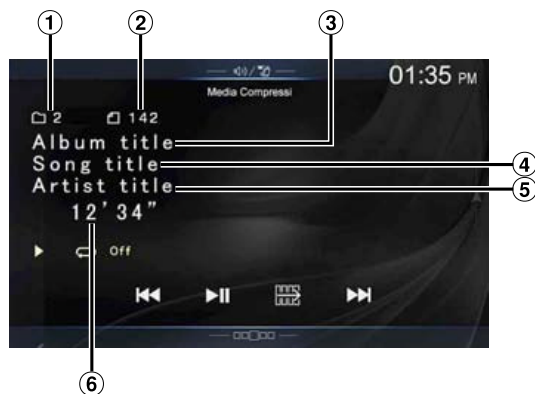 ① ② ③
01:35 PM
Media Compressi
2 142
Album title
Song title ④
Artist title ⑤
12’34”
Off
⑥